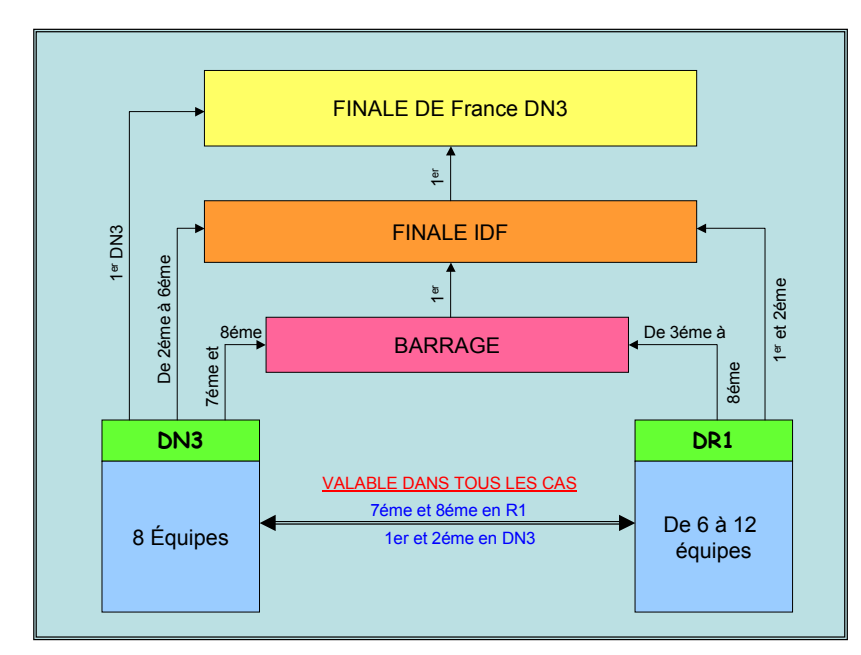 FINALE DE France DN3
1er
FINALE IDF
1er DN3
De 2éme à 6éme
7éme et
8éme
1er
BARRAGE
De 3éme à
8éme
1er et 2éme
DN3
DR1
VALABLE DANS TOUS LES CAS
7éme et 8éme en R1
1er et 2éme en DN3
8 Équipes
De 6 à 12
équipes